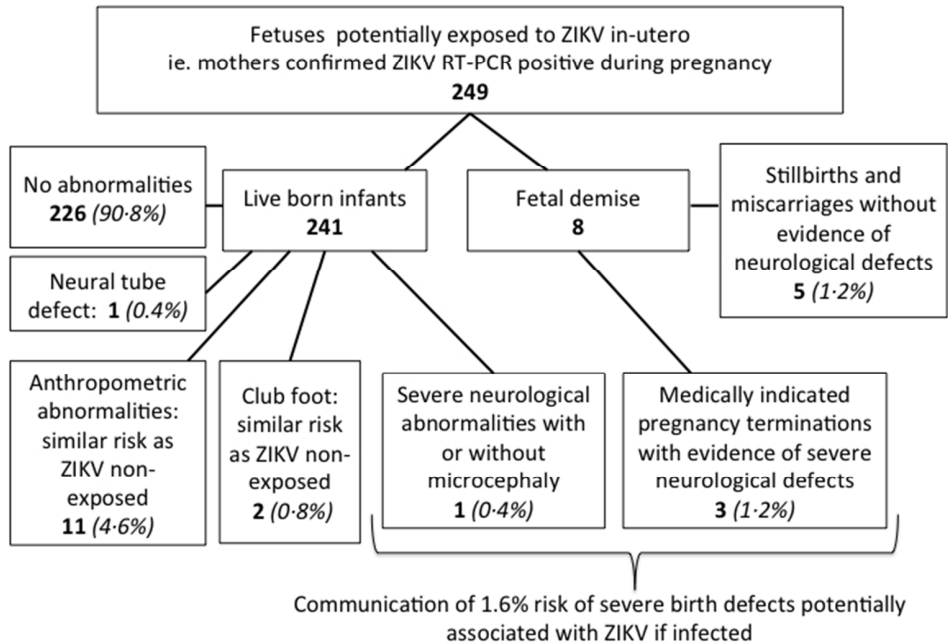 Fetuses potentially exposed to ZIKV in-utero
ie. mothers confirmed ZIKV RT-PCR positive during pregnancy
249
No abnormalities
226 (90·8%)
Live born infants
241
Fetal demise
8
Stillbirths and
miscarriages without
evidence of
neurological defects
5 (1·2%)
Neural tube
defect: 1 (0.4%)
Anthropometric
abnormalities:
similar risk as
ZIKV non-
exposed
11 (4·6%)
Club foot:
similar risk
as ZIKV non-
exposed
2 (0·8%)
Severe neurological
abnormalities with
or without
microcephaly
1 (0·4%)
Medically indicated
pregnancy terminations
with evidence of severe
neurological defects
3 (1·2%)
Communication of 1.6% risk of severe birth defects potentially
associated with ZIKV if infected